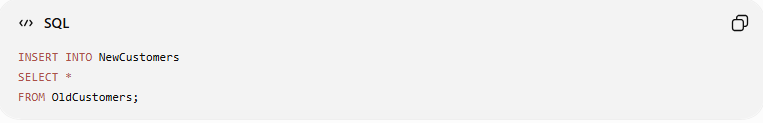 SQL
INSERT INTO NewCustomers
SELECT *
FROM OldCustomers;